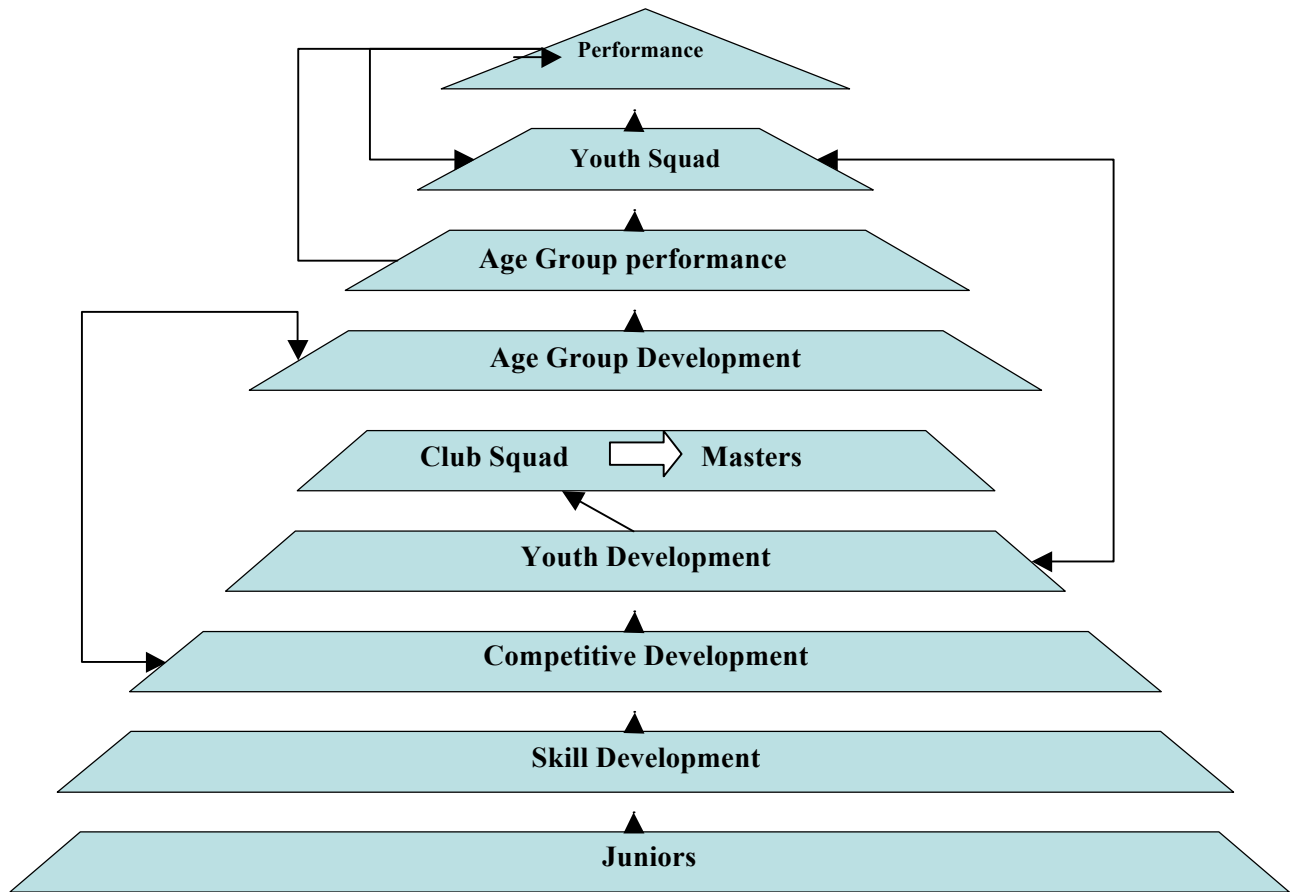 Performance
Youth Squad
Age Group performance
Age Group Development
Club Squad Masters
Youth Development
Competitive Development
Skill Development
Juniors